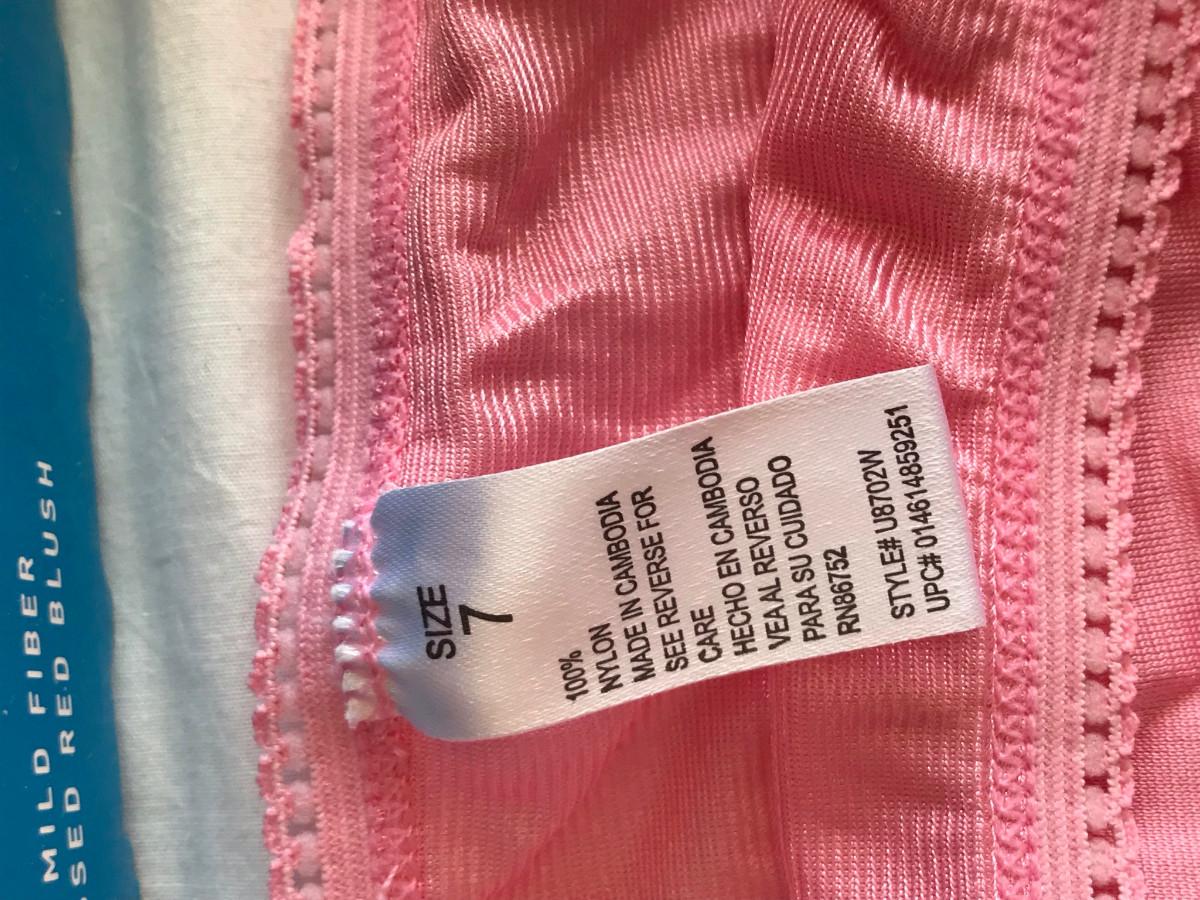 MILD FIBER
SED RED BLUSH
SIZE
7
100%
NYLON
MADE IN CAMBODIA
SEE REVERSE FOR
CARE
HECHO EN CAMBODIA
VEA AL REVERSO
PARA SU CUIDADO
RN86752
STYLE# U8702W
UPC# 014614859251